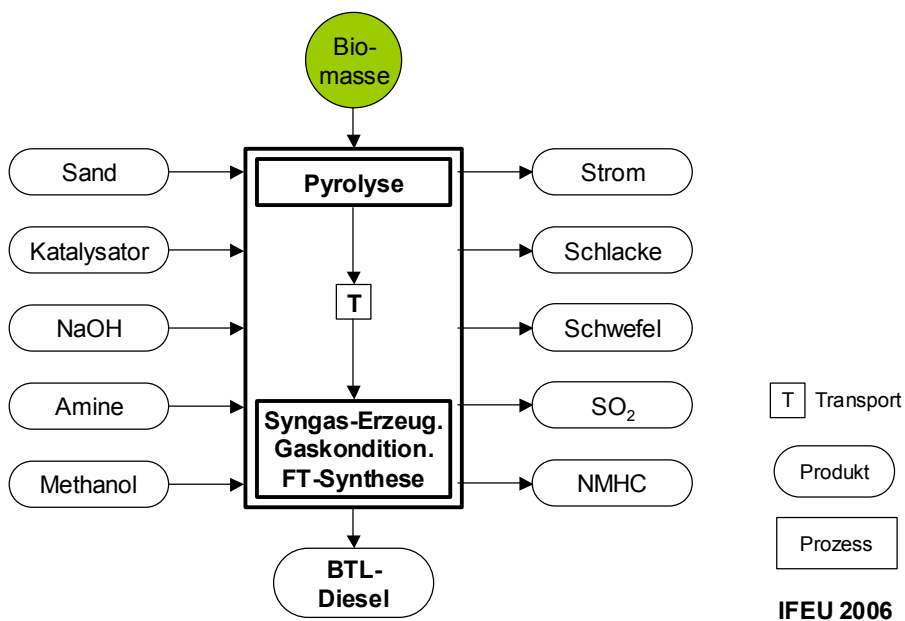 Bio-
masse
Sand
Pyrolyse
Strom
Katalysator
Schlacke
T
NaOH
Schwefel
Amine
Syngas-Erzeug.
Gaskondition.
FT-Synthese
SO₂
Methanol
NMHC
BTL-
Diesel
T Transport
Produkt
Prozess
IFEU 2006